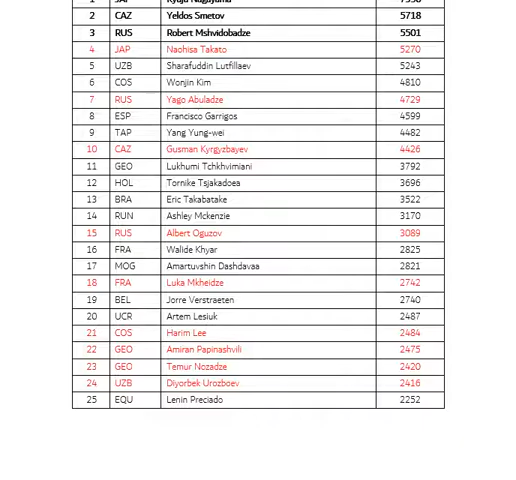 2 CAZ Yeldos Smetov 5718
3 RUS Robert Mshvidobadze 5501
4 JAP Naohisa Takato 5270
5 UZB Sharafuddin Lutfillaev 5243
6 COS Wonjin Kim 4810
7 RUS Yago Abuladze 4729
8 ESP Francisco Garrigos 4599
9 TAP Yang Yung-wei 4482
10 CAZ Gusman Kyrgyzbayev 4426
11 GEO Lukhumi Tchkhvimiani 3792
12 HOL Tornike Tsjakadoea 3696
13 BRA Eric Takabatake 3522
14 RUN Ashley Mckenzie 3170
15 RUS Albert Oguzov 3089
16 FRA Walide Khyar 2825
17 MOG Amartuvshin Dashdavaa 2821
18 FRA Luka Mkheidze 2742
19 BEL Jorre Verstraeten 2740
20 UCR Artem Lesiuk 2487
21 COS Harim Lee 2484
22 GEO Amiran Papinashvili 2475
23 GEO Temur Nozadze 2420
24 UZB Diyorbek Urozboev 2416
25 EQU Lenin Preciado 2252